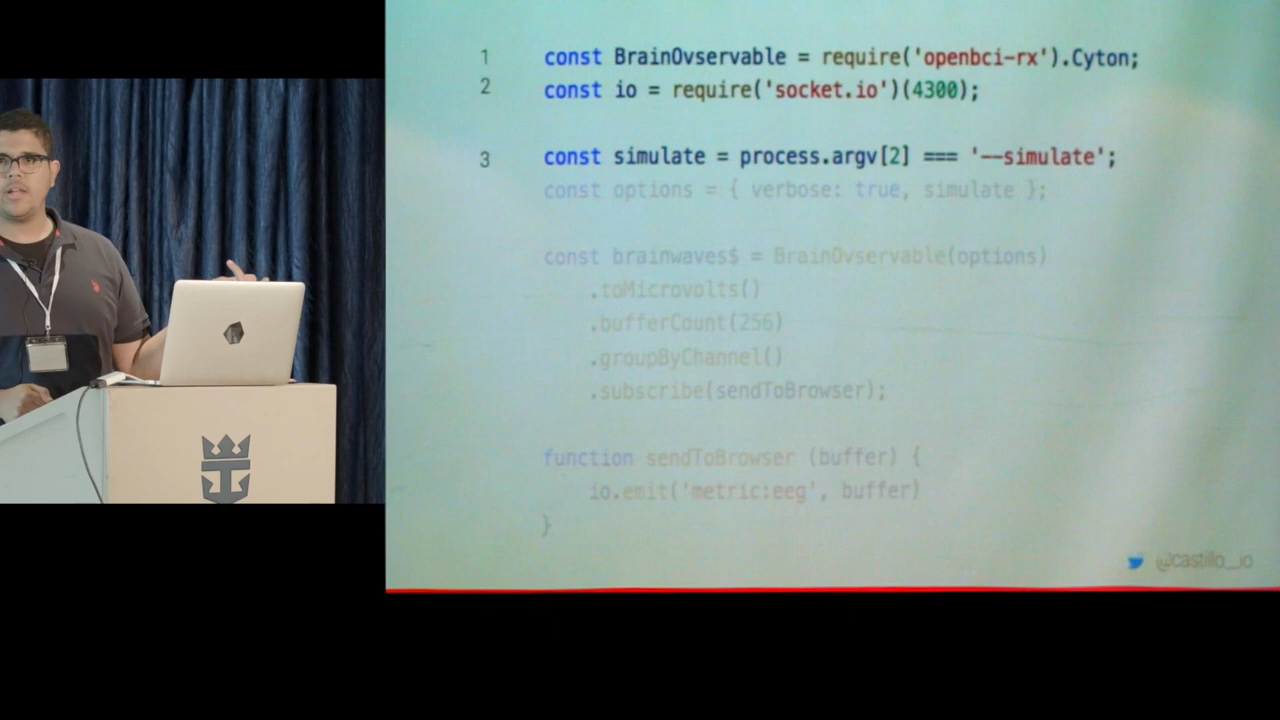 1 const BrainOvservable = require('openbci-rx').Cyton;
2 const io = require('socket.io')(4300);
3 const simulate = process.argv[2] === '--simulate';
const options = { verbose: true, simulate };
const brainwaves$ = BrainOvservable(options)
.toMicrovolts()
.bufferCount(256)
.groupByChannel()
.subscribe(sendToBrowser);
function sendToBrowser (buffer) {
io.emit('metric:eeg', buffer)
}
@castillo__io